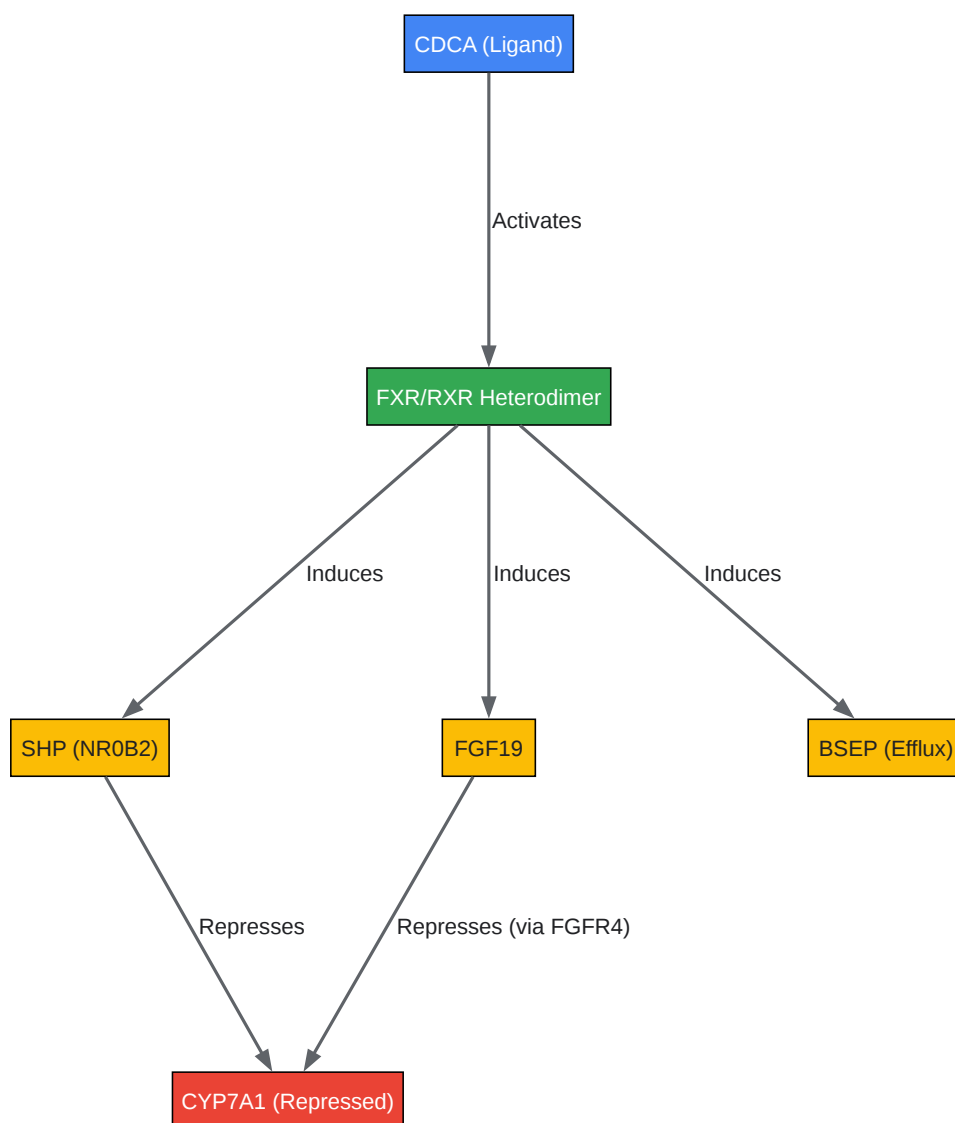 CDCA (Ligand)
Activates
FXR/RXR Heterodimer
Induces
Induces
Induces
SHP (NR0B2)
FGF19
BSEP (Efflux)
Represses
Represses (via FGFR4)
CYP7A1 (Repressed)